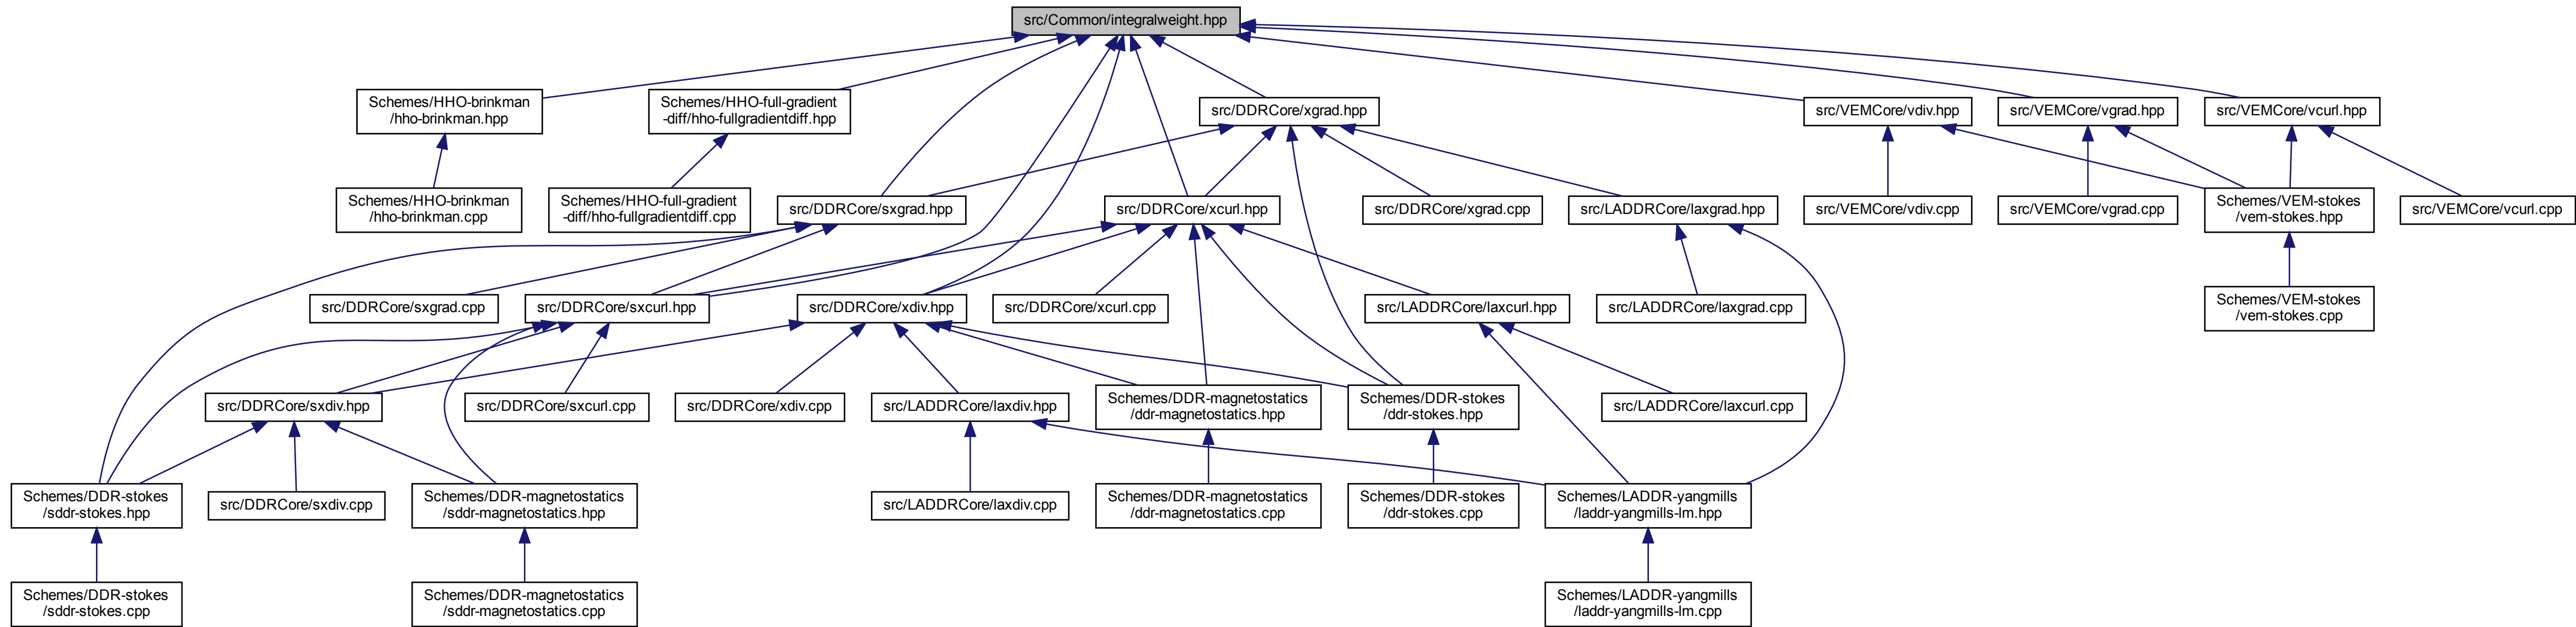 src/Common/integralweight.hpp
Schemes/HHO-brinkman
/hho-brinkman.hpp
Schemes/HHO-full-gradient
-diff/hho-fullgradientdiff.hpp
src/DDRCore/xgrad.hpp
src/VEMCore/vdiv.hpp
src/VEMCore/vgrad.hpp
src/VEMCore/vcurl.hpp
Schemes/HHO-brinkman
/hho-brinkman.cpp
Schemes/HHO-full-gradient
-diff/hho-fullgradientdiff.cpp
src/DDRCore/sxgrad.hpp
src/DDRCore/xcurl.hpp
src/DDRCore/xgrad.cpp
src/LADDRCore/laxgrad.hpp
src/VEMCore/vdiv.cpp
src/VEMCore/vgrad.cpp
Schemes/VEM-stokes
/vem-stokes.hpp
src/VEMCore/vcurl.cpp
src/DDRCore/sxgrad.cpp
src/DDRCore/sxcurl.hpp
src/DDRCore/xdiv.hpp
src/DDRCore/xcurl.cpp
src/LADDRCore/laxcurl.hpp
src/LADDRCore/laxgrad.cpp
Schemes/VEM-stokes
/vem-stokes.cpp
src/DDRCore/sxdiv.hpp
src/DDRCore/sxcurl.cpp
src/DDRCore/xdiv.cpp
src/LADDRCore/laxdiv.hpp
Schemes/DDR-magnetostatics
/ddr-magnetostatics.hpp
Schemes/DDR-stokes
/ddr-stokes.hpp
src/LADDRCore/laxcurl.cpp
Schemes/DDR-stokes
/sddr-stokes.hpp
src/DDRCore/sxdiv.cpp
Schemes/DDR-magnetostatics
/sddr-magnetostatics.hpp
src/LADDRCore/laxdiv.cpp
Schemes/DDR-magnetostatics
/ddr-magnetostatics.cpp
Schemes/DDR-stokes
/ddr-stokes.cpp
Schemes/LADDR-yangmills
/laddr-yangmills-lm.hpp
Schemes/DDR-stokes
/sddr-stokes.cpp
Schemes/DDR-magnetostatics
/sddr-magnetostatics.cpp
Schemes/LADDR-yangmills
/laddr-yangmills-lm.cpp